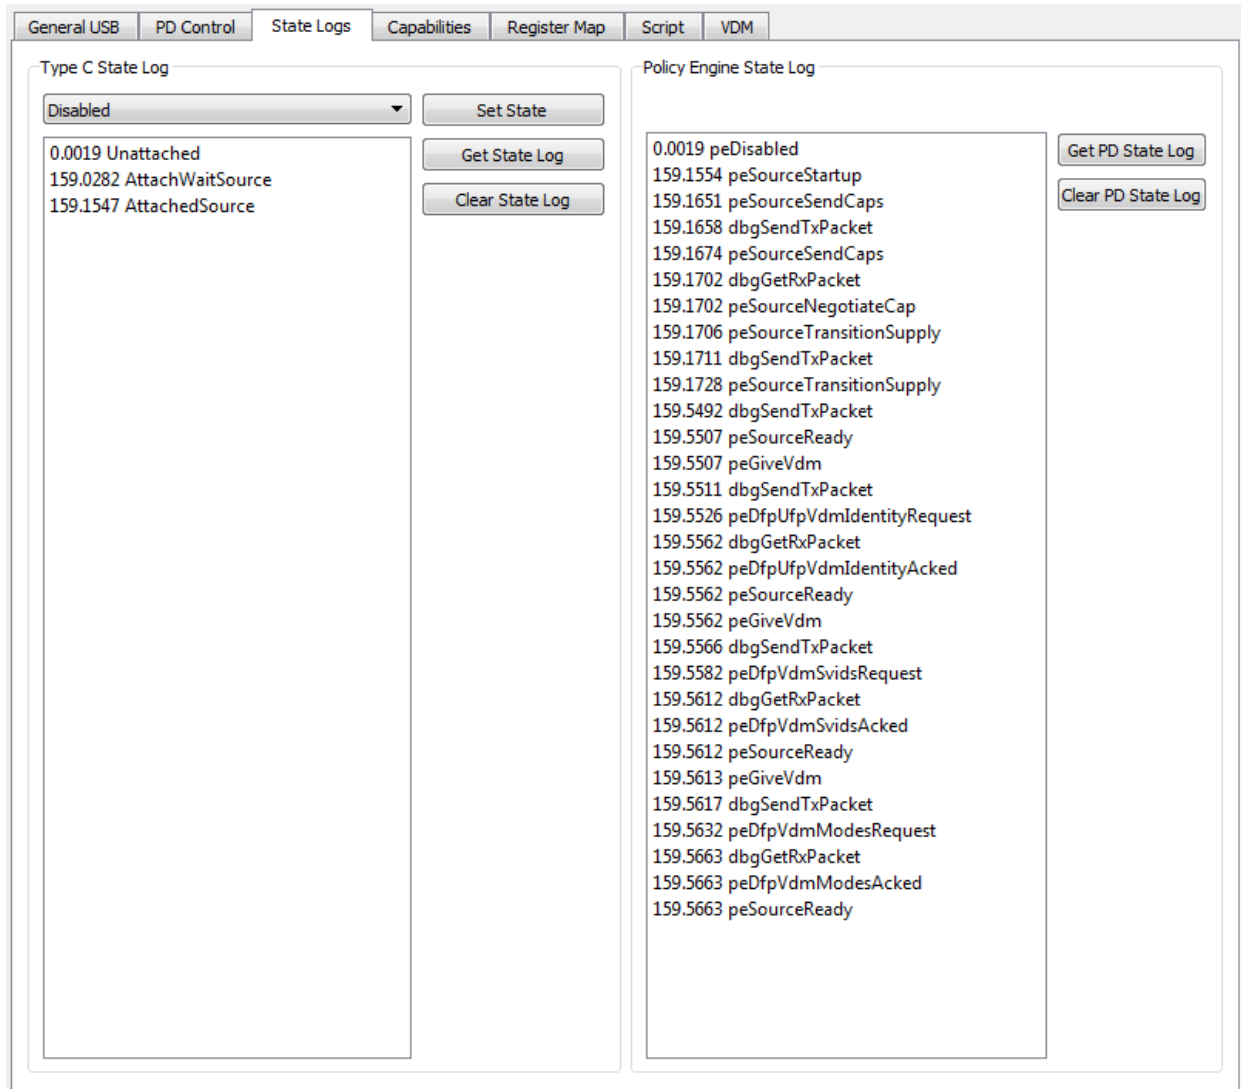 General USB
PD Control
State Logs
Capabilities
Register Map
Script
VDM
Type C State Log
Disabled
Set State
0.0019 Unattached
159.0282 AttachWaitSource
159.1547 AttachedSource
Get State Log
Clear State Log
Policy Engine State Log
0.0019 peDisabled
159.1554 peSourceStartup
159.1651 peSourceSendCaps
159.1658 dbgSendTxPacket
159.1674 peSourceSendCaps
159.1702 dbgGetRxPacket
159.1702 peSourceNegotiateCap
159.1706 peSourceTransitionSupply
159.1711 dbgSendTxPacket
159.1728 peSourceTransitionSupply
159.5492 dbgSendTxPacket
159.5507 peSourceReady
159.5507 peGiveVdm
159.5511 dbgSendTxPacket
159.5526 peDfpUfpVdmIdentityRequest
159.5562 dbgGetRxPacket
159.5562 peDfpUfpVdmIdentityAcked
159.5562 peSourceReady
159.5562 peGiveVdm
159.5566 dbgSendTxPacket
159.5582 peDfpVdmSvidsRequest
159.5612 dbgGetRxPacket
159.5612 peDfpVdmSvidsAcked
159.5612 peSourceReady
159.5613 peGiveVdm
159.5617 dbgSendTxPacket
159.5632 peDfpVdmModesRequest
159.5663 dbgGetRxPacket
159.5663 peDfpVdmModesAcked
159.5663 peSourceReady
Get PD State Log
Clear PD State Log